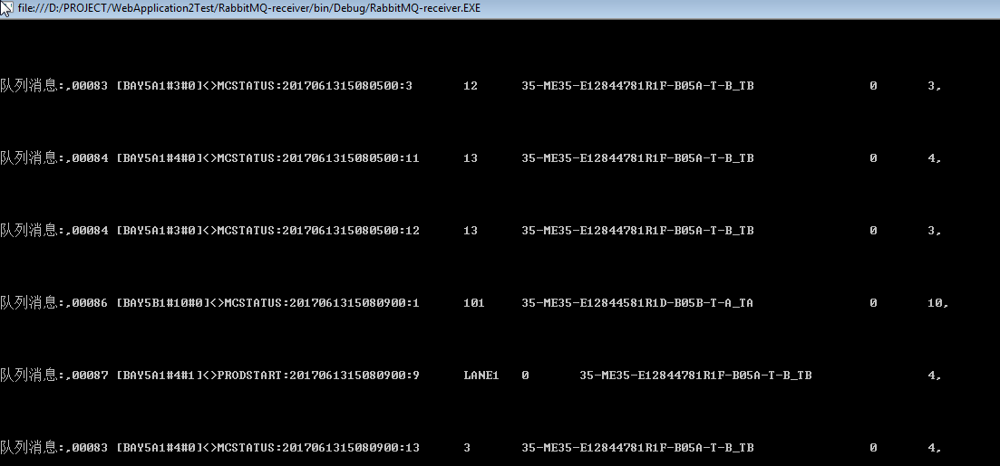 file:///D:/PROJECT/WebApplication2Test/RabbitMQ-receiver/bin/Debug/RabbitMQ-receiver.EXE
队列消息:,00083 [BAY5A1#3#0]<>MCSTATUS:2017061315080500:3 12 35-ME35-E12844781R1F-B05A-T-B_TB 0 3,
队列消息:,00084 [BAY5A1#4#0]<>MCSTATUS:2017061315080500:11 13 35-ME35-E12844781R1F-B05A-T-B_TB 0 4,
队列消息:,00084 [BAY5A1#3#0]<>MCSTATUS:2017061315080500:12 13 35-ME35-E12844781R1F-B05A-T-B_TB 0 3,
队列消息:,00086 [BAY5B1#10#0]<>MCSTATUS:2017061315080900:1 101 35-ME35-E12844581R1D-B05B-T-A_TA 0 10,
队列消息:,00087 [BAY5A1#4#1]<>PRODSTART:2017061315080900:9 LANE1 0 35-ME35-E12844781R1F-B05A-T-B_TB 4,
队列消息:,00083 [BAY5A1#4#0]<>MCSTATUS:2017061315080900:13 3 35-ME35-E12844781R1F-B05A-T-B_TB 0 4,